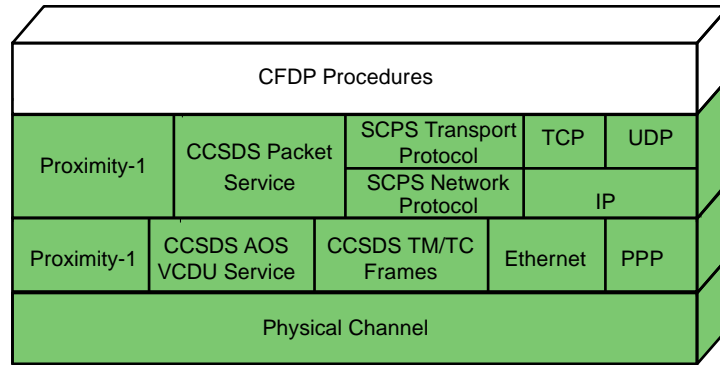 CFDP Procedures
Proximity-1
CCSDS Packet
Service
SCPS Transport
Protocol
TCP
UDP
SCPS Network
Protocol
IP
Proximity-1
CCSDS AOS
VCDU Service
CCSDS TM/TC
Frames
Ethernet
PPP
Physical Channel